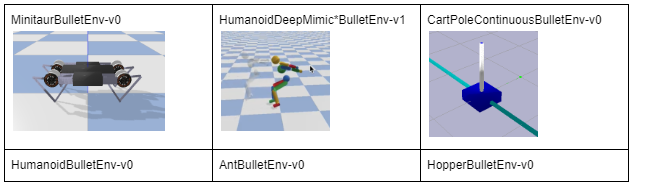 MinitaurBulletEnv-v0
HumanoidDeepMimic*BulletEnv-v1
CartPoleContinuousBulletEnv-v0
HumanoidBulletEnv-v0
AntBulletEnv-v0
HopperBulletEnv-v0